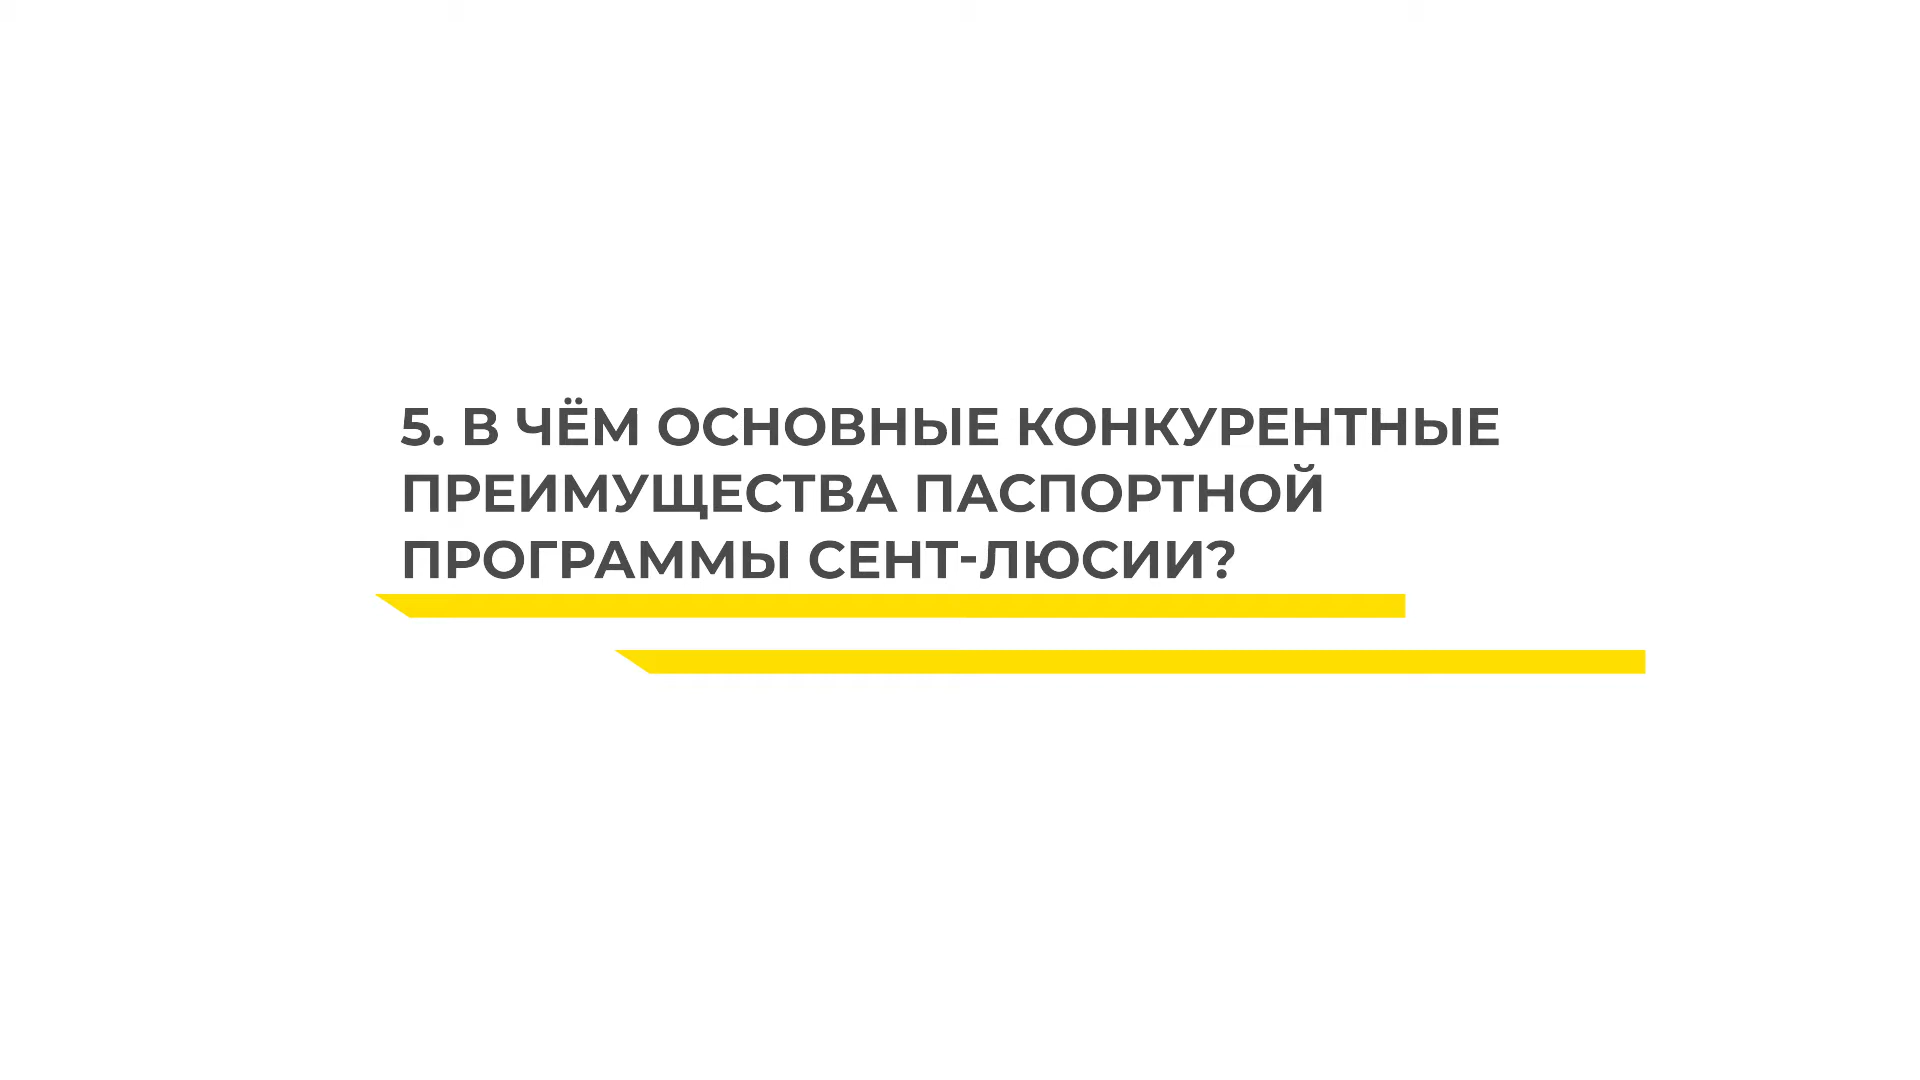 5. В ЧЁМ ОСНОВНЫЕ КОНКУРЕНТНЫЕ
ПРЕИМУЩЕСТВА ПАСПОРТНОЙ
ПРОГРАММЫ СЕНТ-ЛЮСИИ?